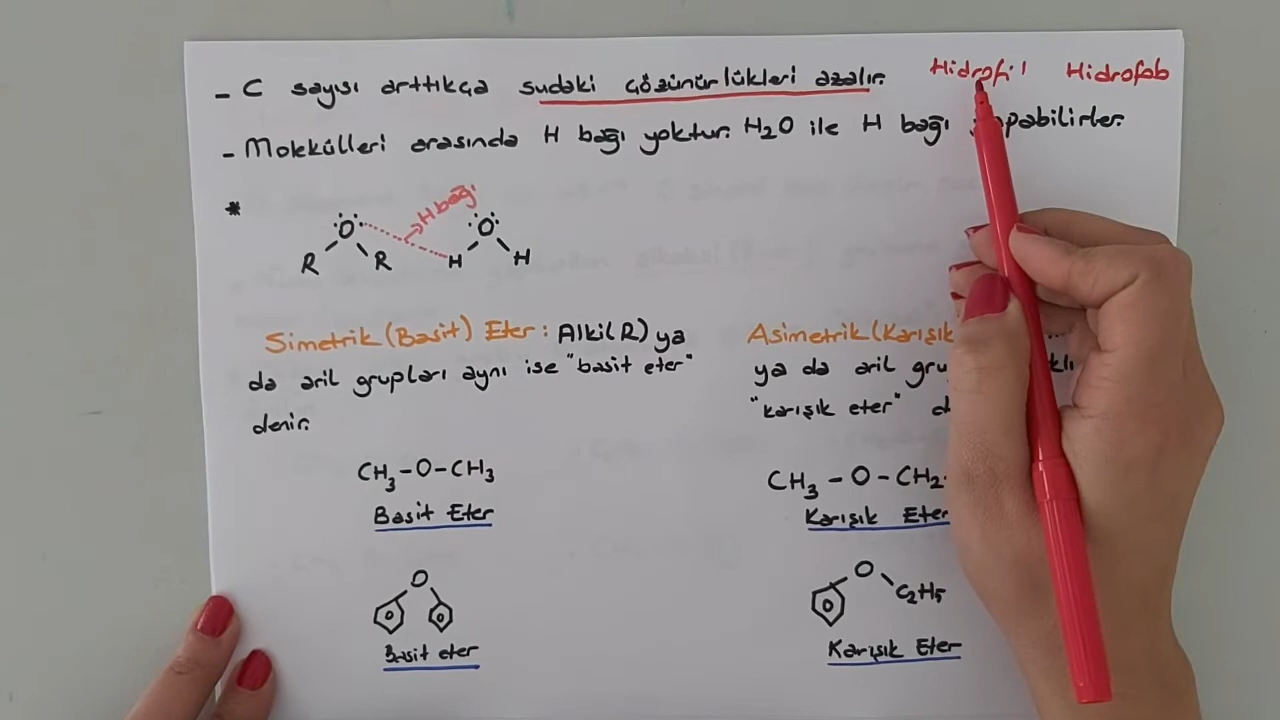 - C sayısı arttıkça sudaki çözünürlükleri azalır. Hidrofil Hidrofob
- Molekülleri arasında H bağı yoktur. H2O ile H bağı yapabilirler.
*
H bağı
O O
R R H H
Simetrik (Basit) Eter : Alkil(R) ya
da aril grupları aynı ise "basit eter"
denir.
CH3-O-CH3
Basit Eter
O
Basit eter
Asimetrik (Karışık
ya da aril
"karışık eter"
CH3-O-CH2
Karışık Eter
O
C2H5
Karışık Eter